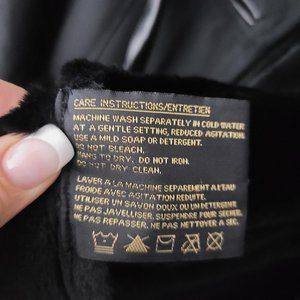 CARE INSTRUCTIONS/ENTRETIEN
MACHINE WASH SEPARATELY IN COLD WATER
AT A GENTLE SETTING, REDUCED AGITATION.
USE A MILD SOAP OR DETERGENT.
DO NOT BLEACH.
HANG TO DRY. DO NOT IRON.
DO NOT DRY CLEAN.
LAVER A LA MACHINE SEPAREMENT A L'EAU
FROIDE AVEC AGITATION REDUITE.
UTILISER UN SAVON DOUX OU UN DETERGENT.
NE PAS JAVELLISER. SUSPENDRE POUR SECHER.
NE PAS REPASSER. NE PAS NETTOYER A SEC.